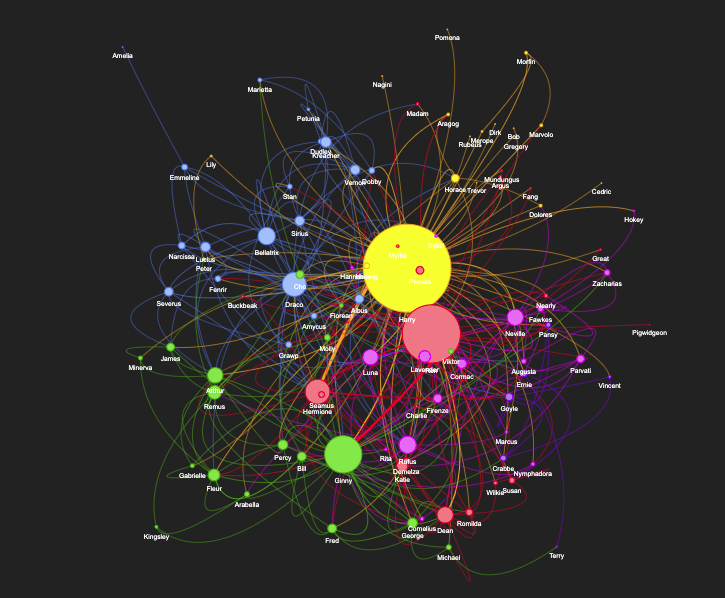 Pomona
Amelia
Morfin
Nagini
Marietta
Madam
Petunia
Aragog
Dirk
Bob
Marvolo
Merope
Rubeus
Gregory
Dudley
Kreacher
Lily
Emmeline
Vernon
Dobby
Mundungus
Argus
Horace
Trevor
Stan
Fang
Cedric
Dolores
Hokey
Sirius
Bellatrix
Narcissa
Lucius
Peter
Myrtle
Great
Hannah
Cho
Zacharias
Severus
Fenrir
Draco
Buckbeak
Albus
Nearly
Florean
Harry
Fawkes
Amycus
Neville
Pansy
Pigwidgeon
Molly
Grawp
James
Minerva
Luna
Lavender
Ron
Viktor
Cormac
Augusta
Parvati
Ernie
Vincent
Arthur
Remus
Seamus
Hermione
Firenze
Goyle
Charlie
Marcus
Percy
Bill
Rita
Rufus
Crabbe
Gabrielle
Fleur
Ginny
Demelza
Katie
Nymphadora
Wilkie
Susan
Arabella
Kingsley
Fred
Cornelius
George
Dean
Romilda
Michael
Terry